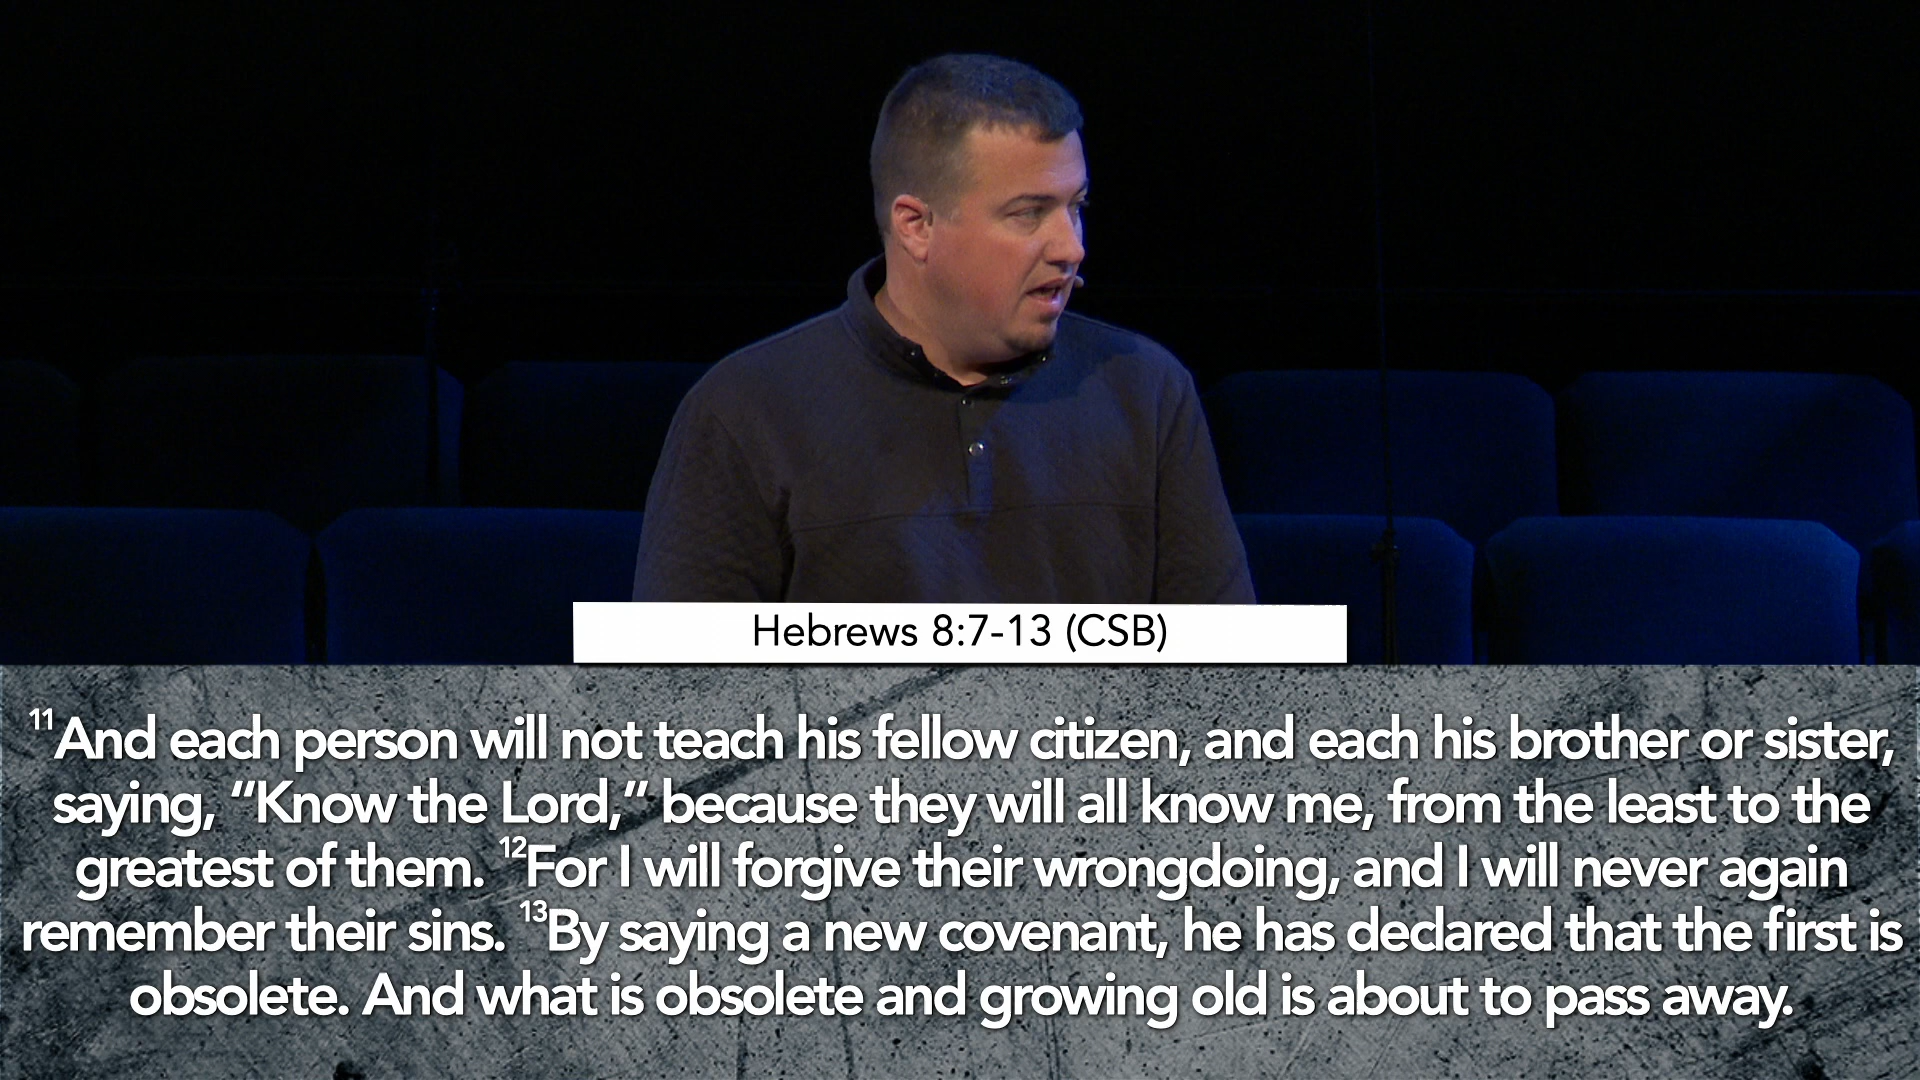 Hebrews 8:7-13 (CSB)
¹¹And each person will not teach his fellow citizen, and each his brother or sister,
saying, “Know the Lord,” because they will all know me, from the least to the
greatest of them. ¹²For I will forgive their wrongdoing, and I will never again
remember their sins. ¹³By saying a new covenant, he has declared that the first is
obsolete. And what is obsolete and growing old is about to pass away.